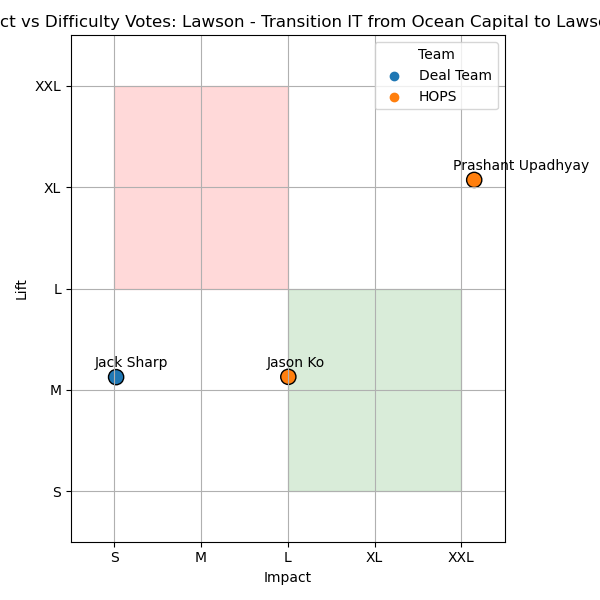 ct vs Difficulty Votes: Lawson - Transition IT from Ocean Capital to Laws
Team
Deal Team
HOPS
XXL
XL
L
M
S
Lift
Prashant Upadhyay
Jack Sharp
Jason Ko
S
M
L
XL
XXL
Impact